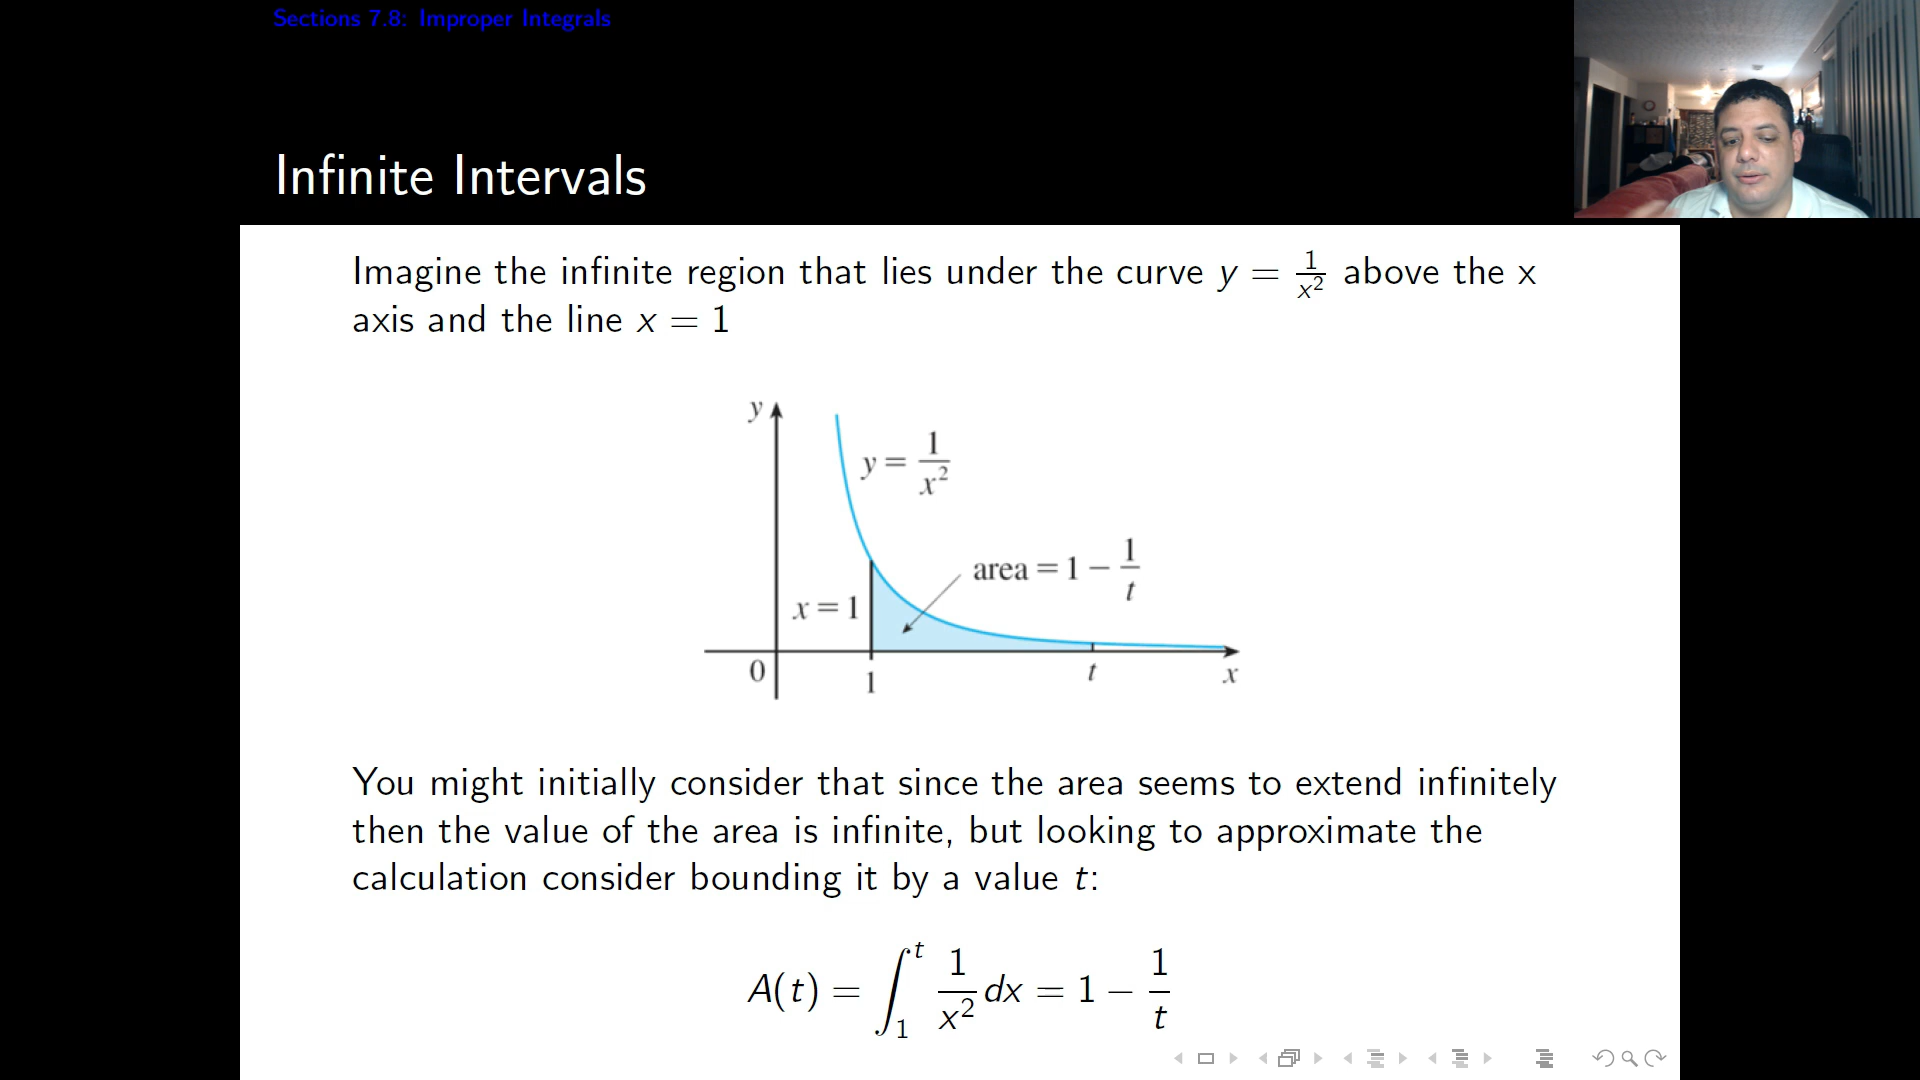 Sections 7.8: Improper Integrals
Infinite Intervals
Imagine the infinite region that lies under the curve y = 1/x² above the x
axis and the line x = 1
y
y = 1/x²
area = 1 − 1/t
x = 1
0
1
t
x
You might initially consider that since the area seems to extend infinitely
then the value of the area is infinite, but looking to approximate the
calculation consider bounding it by a value t:
A(t) = ∫₁ᵗ 1/x² dx = 1 − 1/t